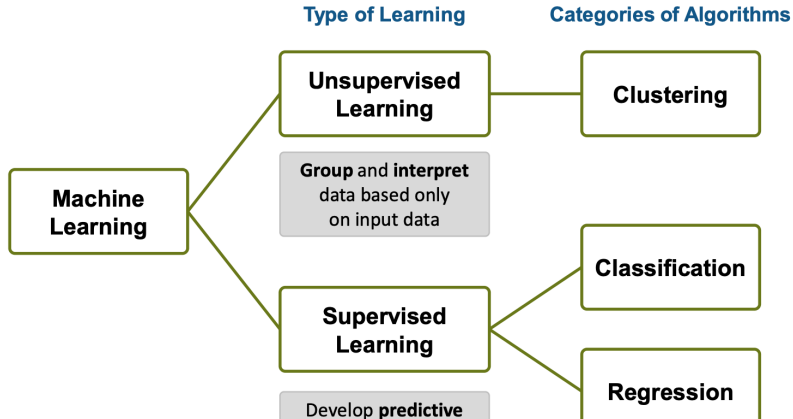 Type of Learning
Categories of Algorithms
Unsupervised
Learning
Clustering
Group and interpret
data based only
on input data
Machine
Learning
Classification
Supervised
Learning
Regression
Develop predictive